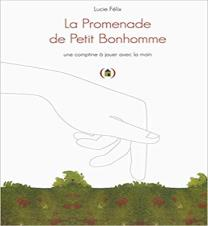 Lucie Félix
La Promenade
de Petit Bonhomme
une comptine à jouer avec la main